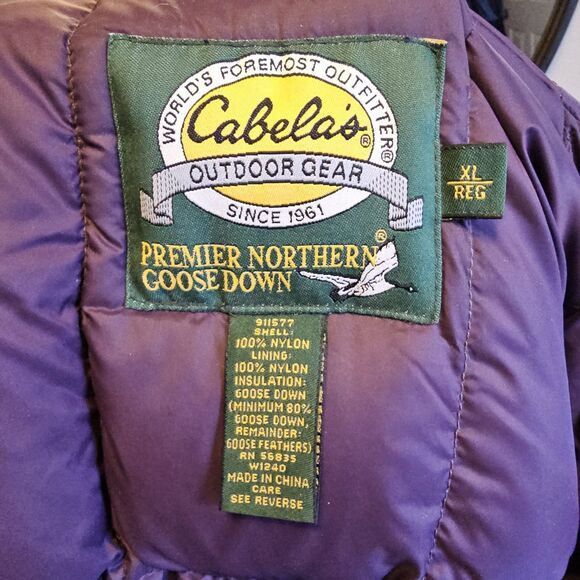 WORLD'S FOREMOST OUTFITTER®
Cabela's®
OUTDOOR GEAR
SINCE 1961
PREMIER NORTHERN®
GOOSE DOWN
XL
REG
911577
SHELL:
100% NYLON
LINING:
100% NYLON
INSULATION:
GOOSE DOWN
(MINIMUM 80%
GOOSE DOWN,
REMAINDER:
GOOSE FEATHERS)
RN 56835
W1240
MADE IN CHINA
CARE
SEE REVERSE